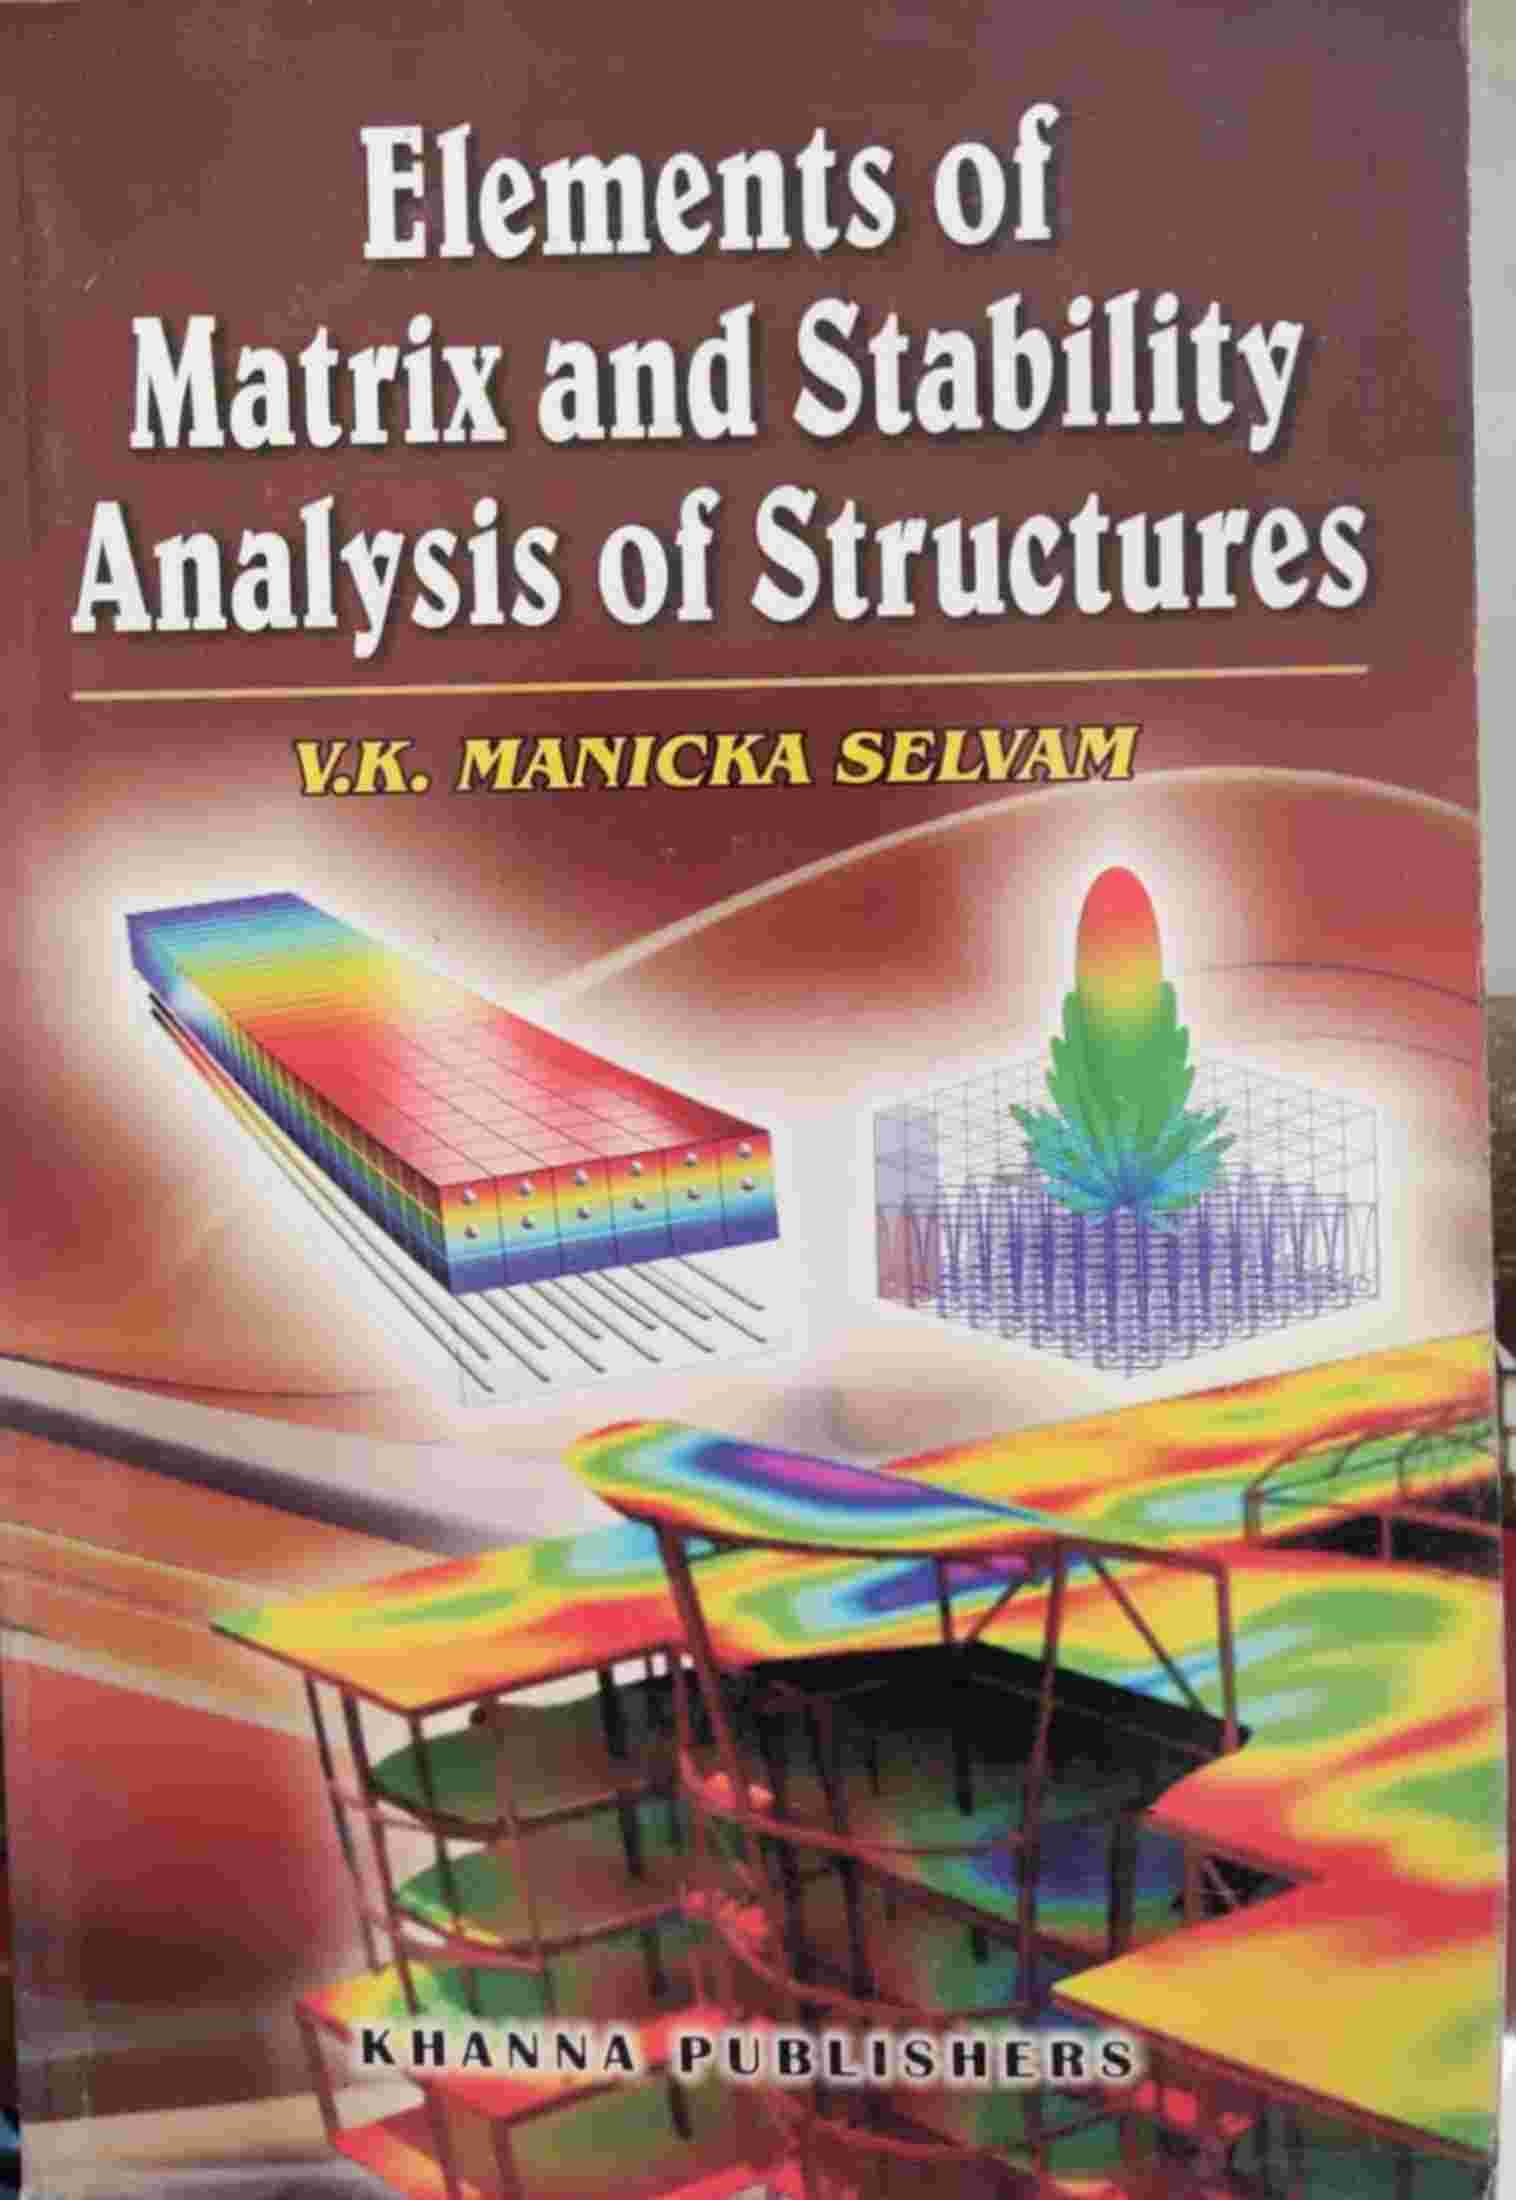 Elements of
Matrix and Stability
Analysis of Structures
V.K. MANICKA SELVAM
KHANNA PUBLISHERS